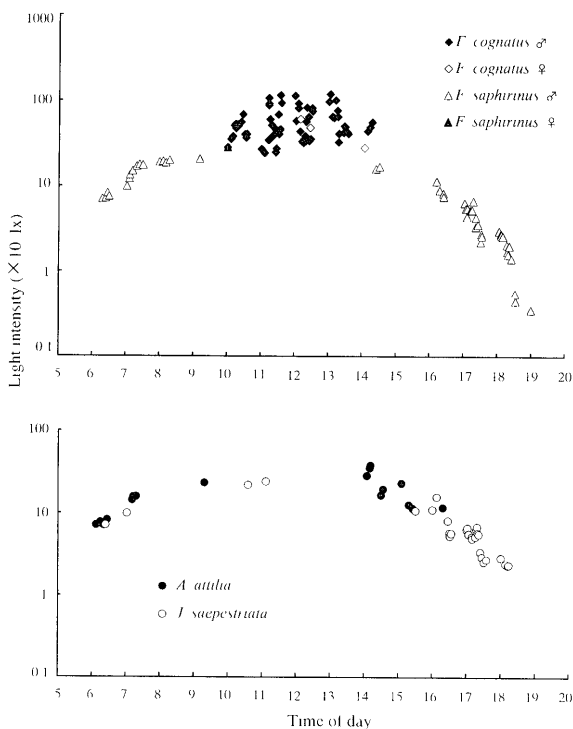 1000
100
10
1
0 1
Light intensity (×10 lx)
F cognatus ♂
F cognatus ♀
F saphirinus ♂
F saphirinus ♀
5 6 7 8 9 10 11 12 13 14 15 16 17 18 19 20
100
10
1
0 1
A attilia
J saepestriata
5 6 7 8 9 10 11 12 13 14 15 16 17 18 19 20
Time of day